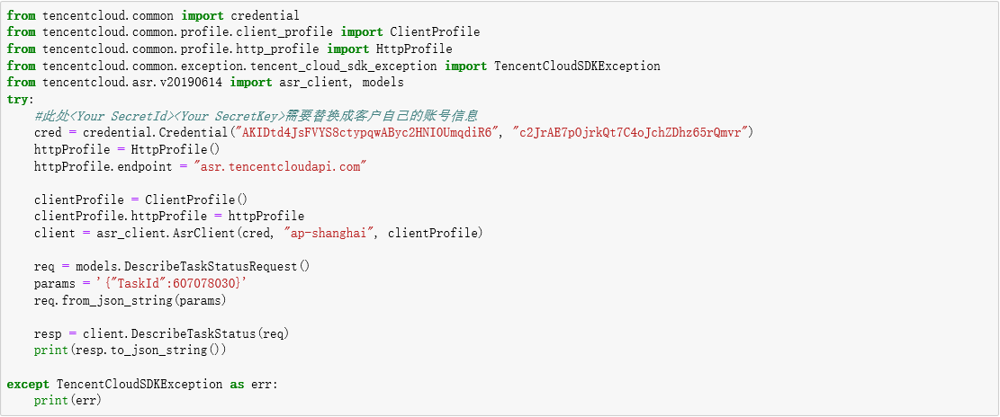 from tencentcloud.common import credential
from tencentcloud.common.profile.client_profile import ClientProfile
from tencentcloud.common.profile.http_profile import HttpProfile
from tencentcloud.common.exception.tencent_cloud_sdk_exception import TencentCloudSDKException
from tencentcloud.asr.v20190614 import asr_client, models
try:
    #此处<Your SecretId><Your SecretKey>需要替换成客户自己的账号信息
    cred = credential.Credential("AKIDtd4JsFVYS8ctypqwAByc2HNI0UmqdiR6", "c2JrAE7p0jrkQt7C4oJchZDhz65rQmvr")
    httpProfile = HttpProfile()
    httpProfile.endpoint = "asr.tencentcloudapi.com"

    clientProfile = ClientProfile()
    clientProfile.httpProfile = httpProfile
    client = asr_client.AsrClient(cred, "ap-shanghai", clientProfile)

    req = models.DescribeTaskStatusRequest()
    params = '{"TaskId":607078030}'
    req.from_json_string(params)

    resp = client.DescribeTaskStatus(req)
    print(resp.to_json_string())

except TencentCloudSDKException as err:
    print(err)